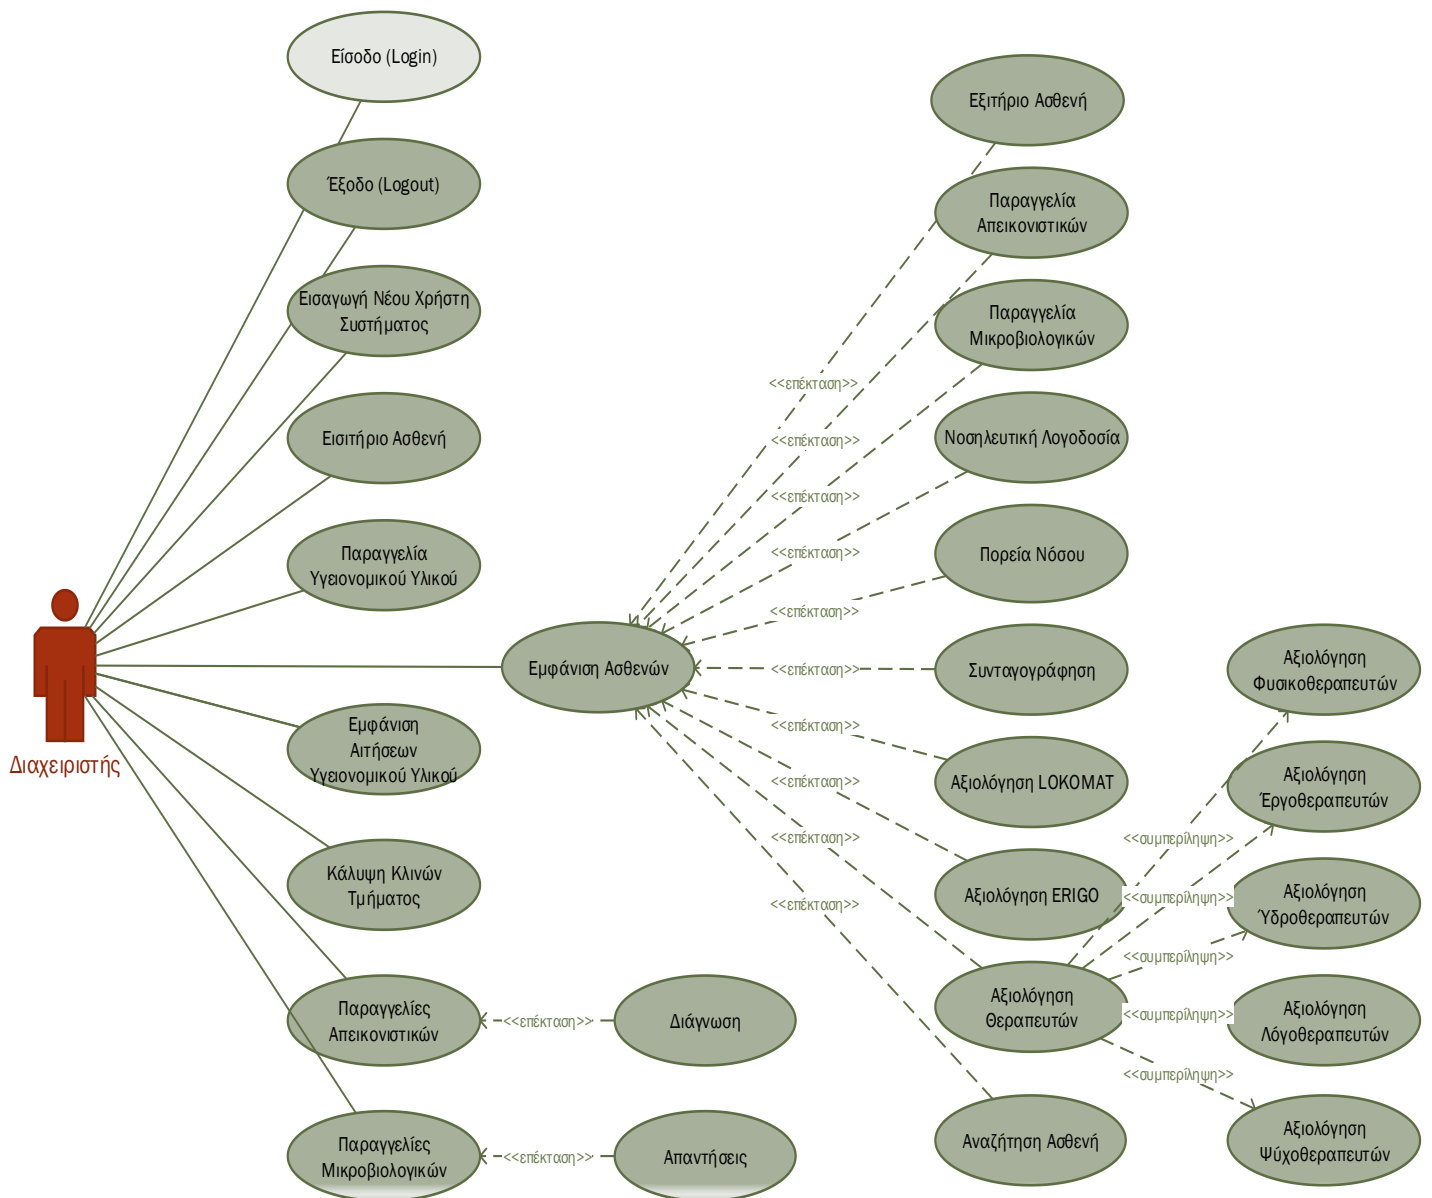 Είσοδο (Login)
Έξοδο (Logout)
Εισαγωγή Νέου Χρήστη
Συστήματος
Εισιτήριο Ασθενή
Παραγγελία
Υγειονομικού Υλικού
Διαχειριστής
Εμφάνιση
Αιτήσεων
Υγειονομικού Υλικού
Κάλυψη Κλινών
Τμήματος
Παραγγελίες
Απεικονιστικών
Παραγγελίες
Μικροβιολογικών
<<επέκταση>>
<<επέκταση>>
Διάγνωση
Απαντήσεις
Εμφάνιση Ασθενών
<<επέκταση>>
<<επέκταση>>
<<επέκταση>>
<<επέκταση>>
<<επέκταση>>
<<επέκταση>>
<<επέκταση>>
<<επέκταση>>
<<επέκταση>>
<<επέκταση>>
Εξιτήριο Ασθενή
Παραγγελία
Απεικονιστικών
Παραγγελία
Μικροβιολογικών
Νοσηλευτική Λογοδοσία
Πορεία Νόσου
Συνταγογράφηση
Αξιολόγηση LOKOMAT
Αξιολόγηση ERIGO
Αξιολόγηση
Θεραπευτών
Αναζήτηση Ασθενή
<<συμπερίληψη>>
<<συμπερίληψη>>
<<συμπερίληψη>>
<<συμπερίληψη>>
<<συμπερίληψη>>
Αξιολόγηση
Φυσικοθεραπευτών
Αξιολόγηση
Έργοθεραπευτών
Αξιολόγηση
Ύδροθεραπευτών
Αξιολόγηση
Λόγοθεραπευτών
Αξιολόγηση
Ψύχοθεραπευτών